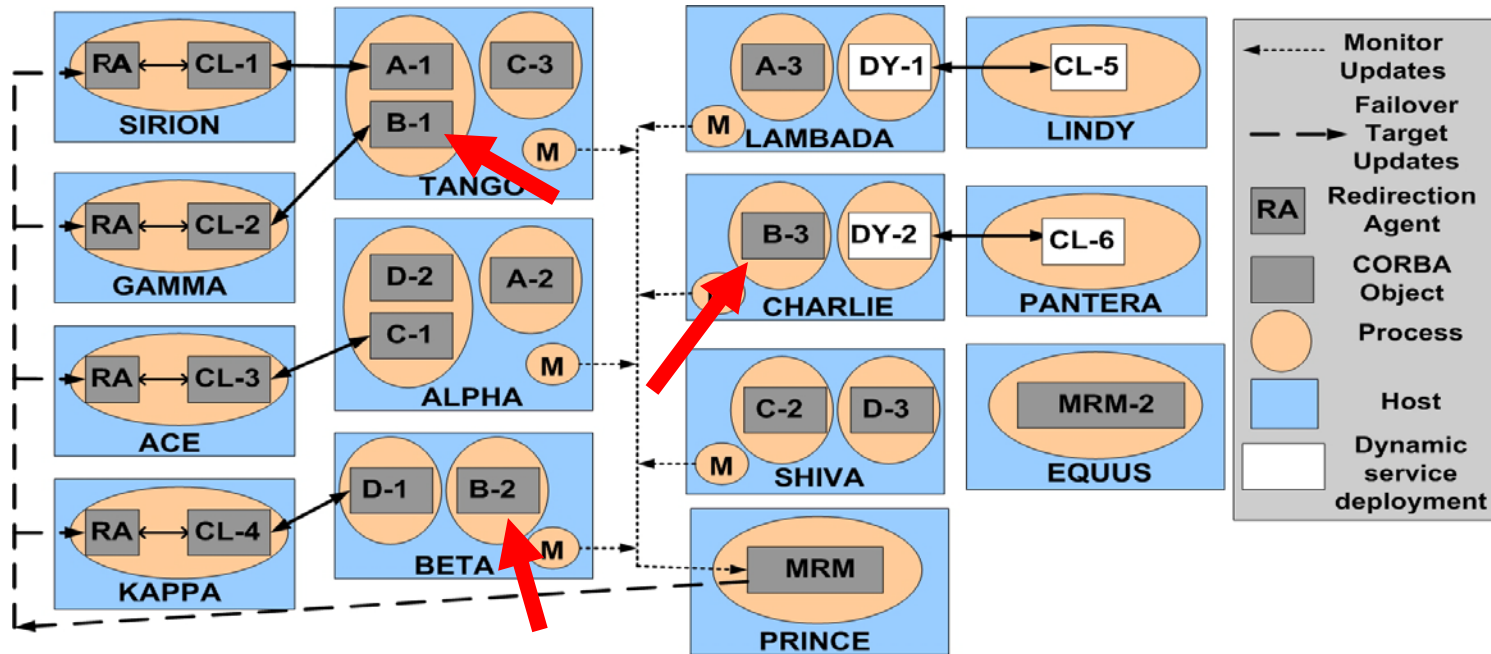 RA
CL-1
SIRION
RA
CL-2
GAMMA
RA
CL-3
ACE
RA
CL-4
KAPPA
A-1
B-1
C-3
M
TANGO
D-2
C-1
A-2
M
ALPHA
D-1
B-2
M
BETA
A-3
DY-1
M
LAMBADA
B-3
DY-2
CHARLIE
C-2
D-3
M
SHIVA
MRM
PRINCE
CL-5
LINDY
CL-6
PANTERA
MRM-2
EQUUS
Monitor
Updates
Failover
Target
Updates
RA
Redirection
Agent
CORBA
Object
Process
Host
Dynamic
service
deployment